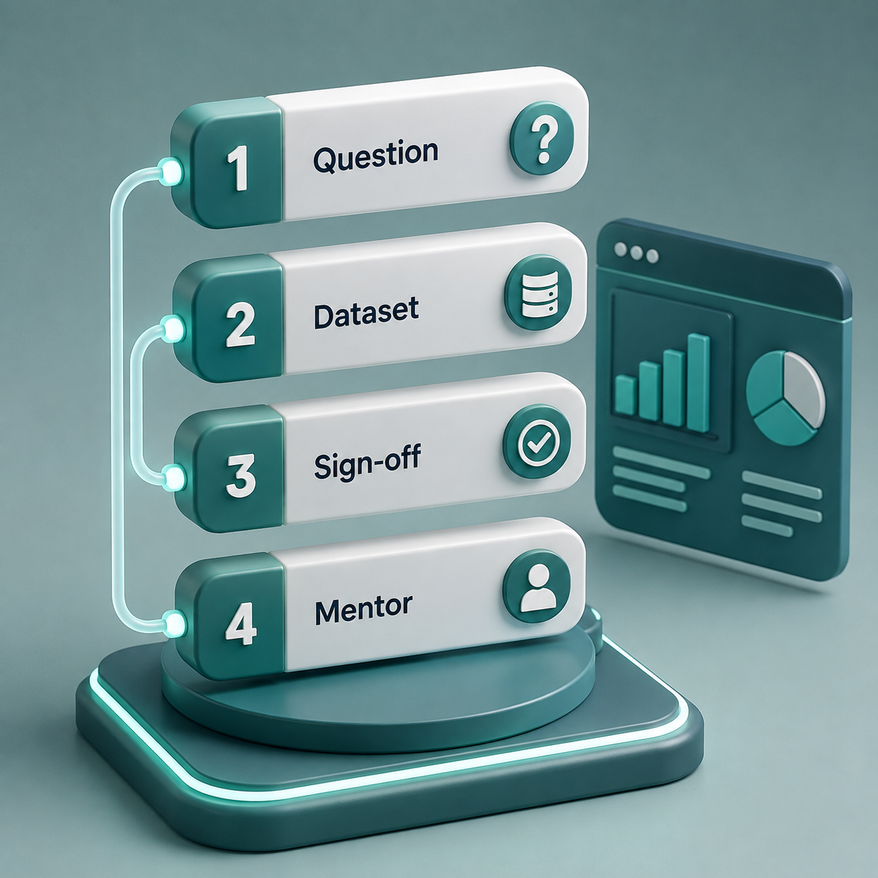 1 Question ?
2 Dataset
3 Sign-off
4 Mentor